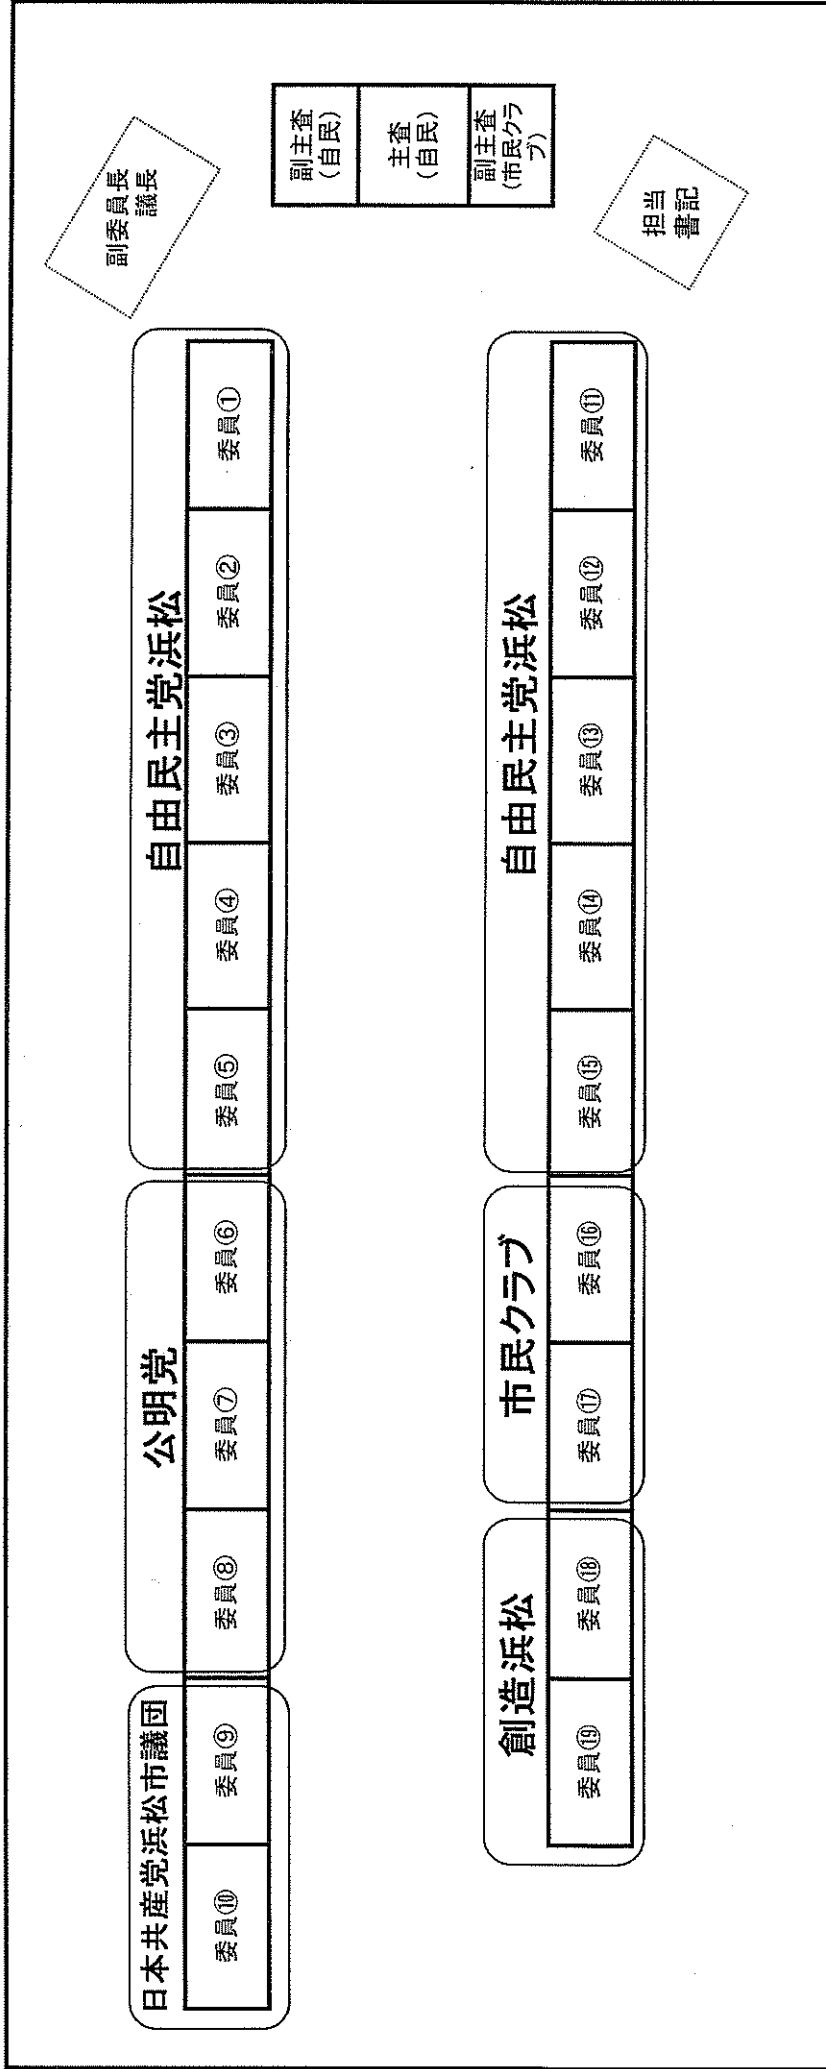 副委員長
議長
副主査
(自民)
主査
(自民)
副主査
(市民クラ
ブ)
担当
書記
自由民主党浜松
委員①
委員②
委員③
委員④
委員⑤
公明党
委員⑥
委員⑦
委員⑧
日本共産党浜松市議団
委員⑨
委員⑩
自由民主党浜松
委員⑪
委員⑫
委員⑬
委員⑭
委員⑮
市民クラブ
委員⑯
委員⑰
創造浜松
委員⑱
委員⑲